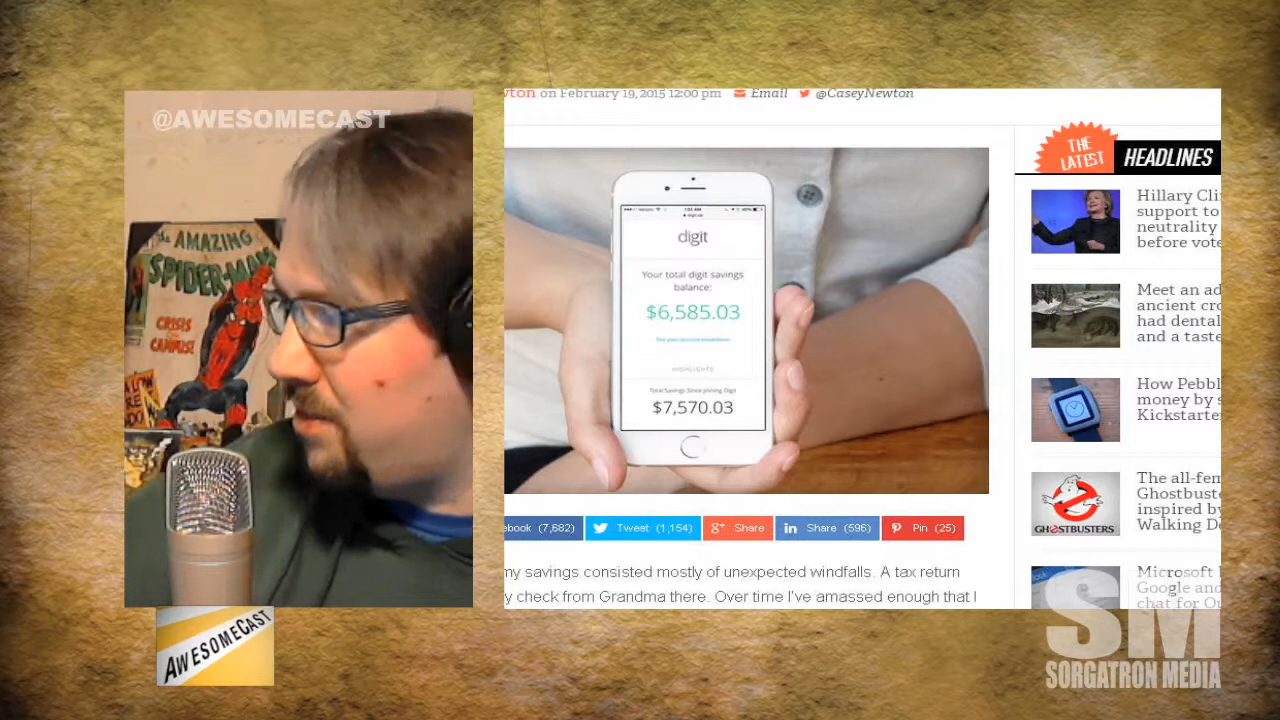 @AWESOMECAST
the AMAZING
SPIDER-MAN
CRISIS
CAMPUS!
AWESOMECAST
on February 19, 2015 12:00 pm Email @CaseyNewton
digit
Your total digit savings
balance:
$6,585.03
HIGHLIGHTS
Total Savings Since Joining Digit
$7,570.03
ebook (7,682) Tweet (1,154) g+ Share in Share (596) Pin (25)
my savings consisted mostly of unexpected windfalls. A tax return
y check from Grandma there. Over time I've amassed enough that I
THE
LATEST
HEADLINES
Hillary Cli
support to
neutrality
before vote
Meet an ad
ancient cro
had dental
and a taste
How Pebbl
money by s
Kickstarte
GHOSTBUSTERS
The all-fem
Ghostbuste
inspired by
Walking De
Microsoft
Google and
chat for Ou
SM
SORGATRON MEDIA